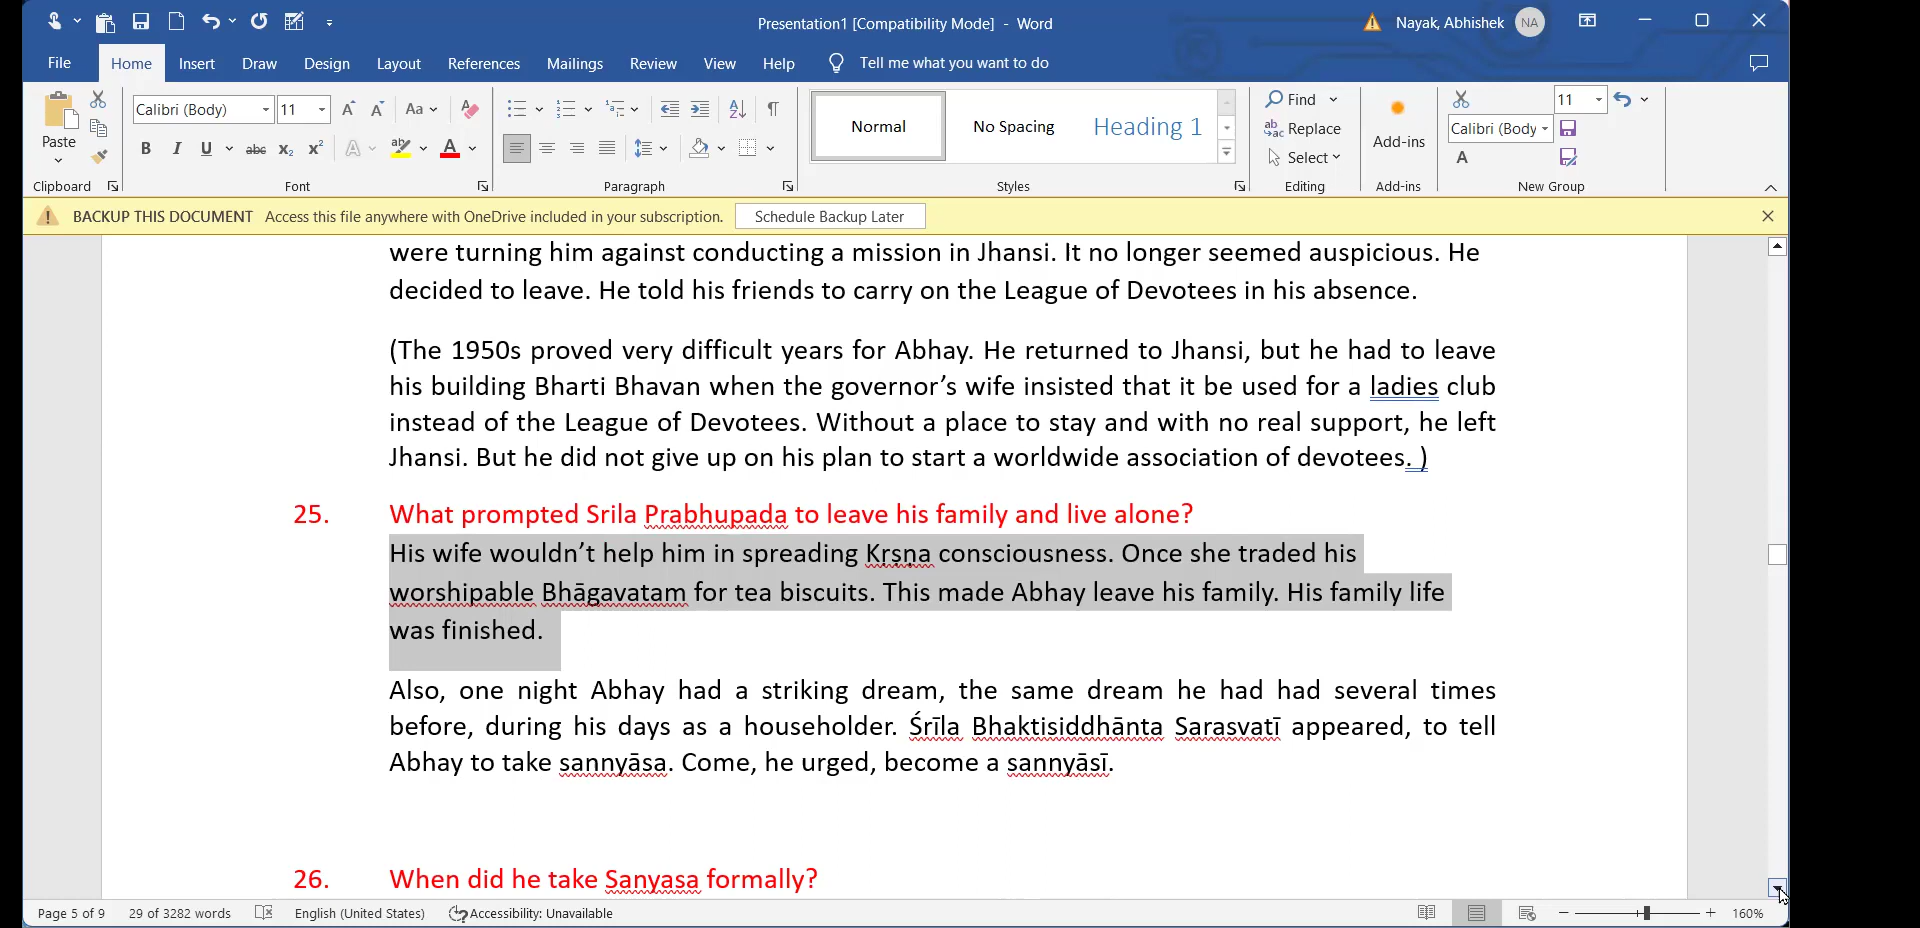 Presentation1 [Compatibility Mode] - Word
Nayak, Abhishek NA
File Home Insert Draw Design Layout References Mailings Review View Help Tell me what you want to do
Paste
Clipboard
Calibri (Body) 11
Aa
B I U abc x₂ x² A ab A
Font
Paragraph
Normal
No Spacing
Heading 1
Styles
Find
Replace
Select
Editing
Add-ins
Add-ins
11
Calibri (Body
A
New Group
BACKUP THIS DOCUMENT Access this file anywhere with OneDrive included in your subscription. Schedule Backup Later
were turning him against conducting a mission in Jhansi. It no longer seemed auspicious. He
decided to leave. He told his friends to carry on the League of Devotees in his absence.
(The 1950s proved very difficult years for Abhay. He returned to Jhansi, but he had to leave
his building Bharti Bhavan when the governor’s wife insisted that it be used for a ladies club
instead of the League of Devotees. Without a place to stay and with no real support, he left
Jhansi. But he did not give up on his plan to start a worldwide association of devotees. )
25. What prompted Srila Prabhupada to leave his family and live alone?
His wife wouldn’t help him in spreading Kṛṣṇa consciousness. Once she traded his
worshipable Bhāgavatam for tea biscuits. This made Abhay leave his family. His family life
was finished.
Also, one night Abhay had a striking dream, the same dream he had had several times
before, during his days as a householder. Śrīla Bhaktisiddhānta Sarasvatī appeared, to tell
Abhay to take sannyāsa. Come, he urged, become a sannyāsī.
26. When did he take Sanyasa formally?
Page 5 of 9 29 of 3282 words English (United States) Accessibility: Unavailable 160%